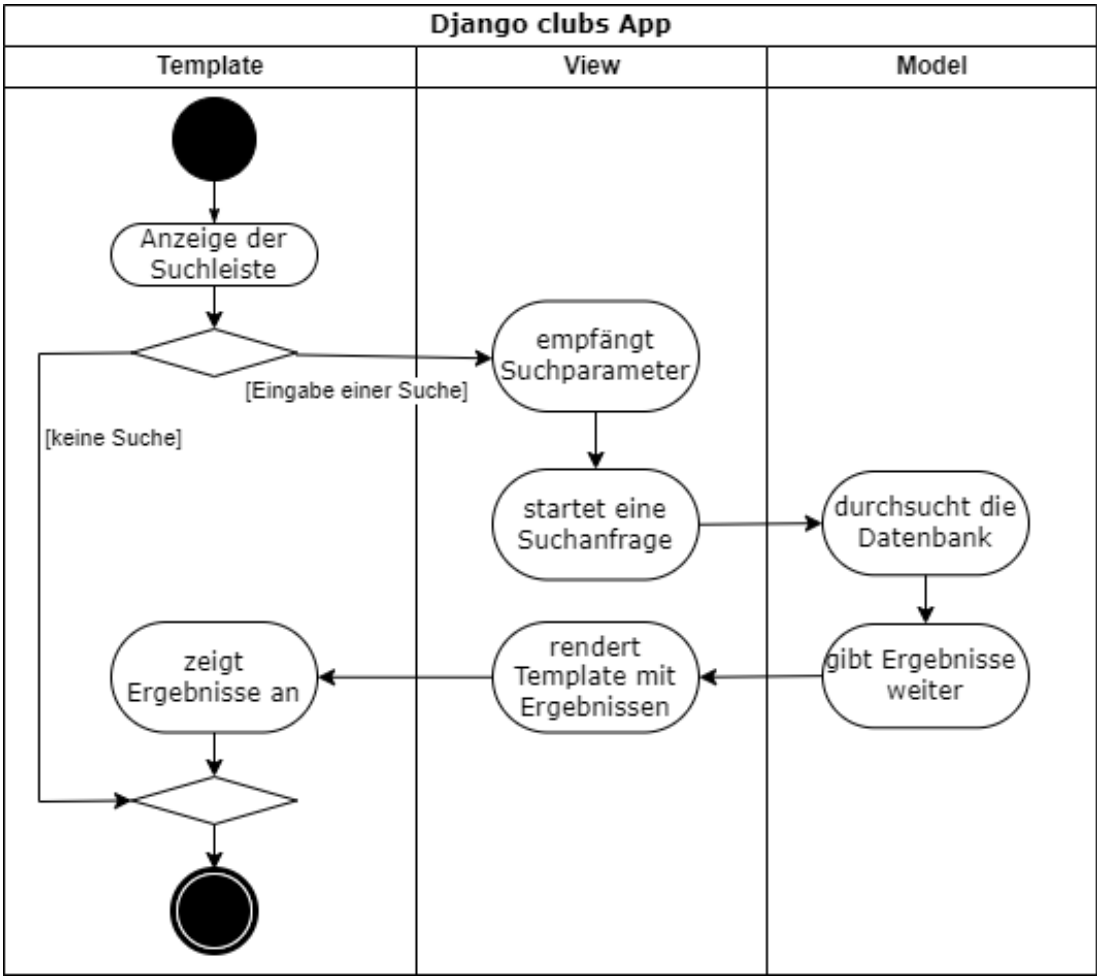 Django clubs App
Template
View
Model
Anzeige der
Suchleiste
empfängt
Suchparameter
[Eingabe einer Suche]
[keine Suche]
startet eine
Suchanfrage
durchsucht die
Datenbank
zeigt
Ergebnisse an
rendert
Template mit
Ergebnissen
gibt Ergebnisse
weiter